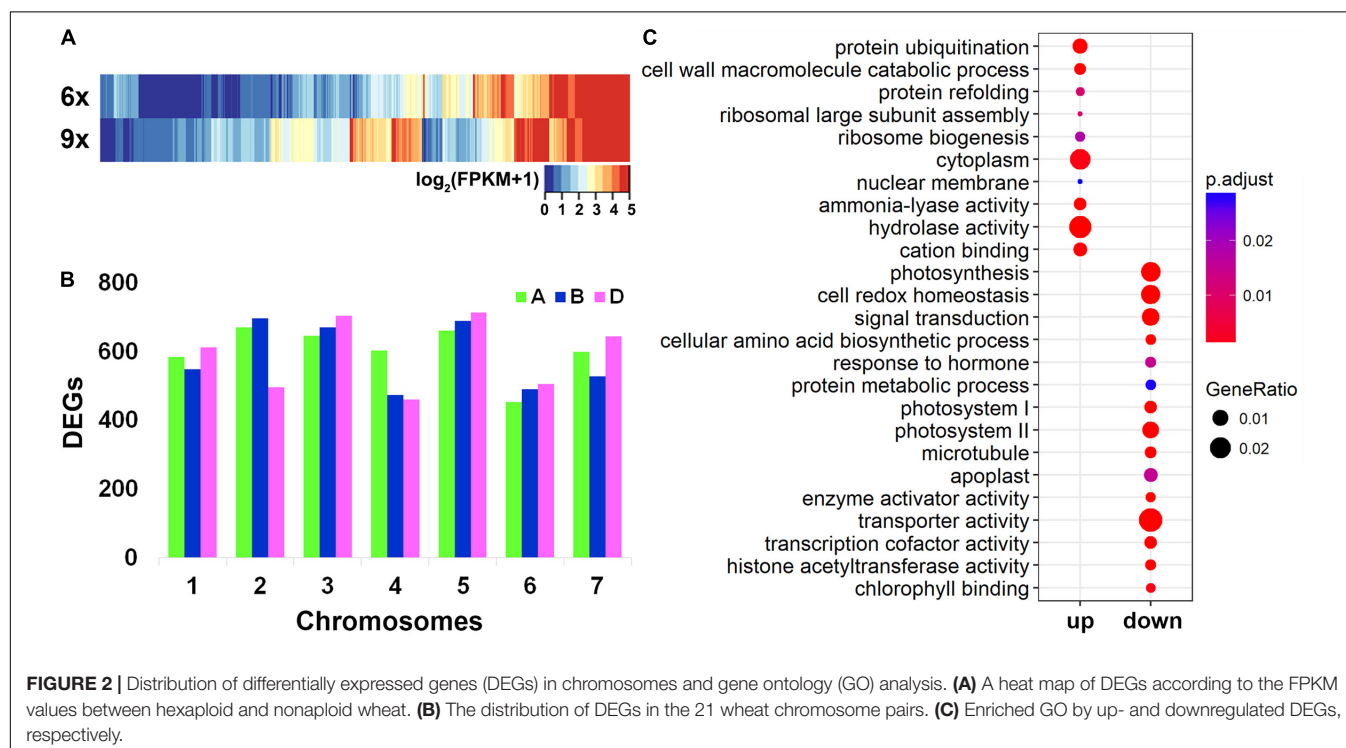 A
6x
9x
log2(FPKM+1)
0 1 2 3 4 5
B
800
600
400
200
0
DEGs
A B D
1 2 3 4 5 6 7
Chromosomes
C
protein ubiquitination
cell wall macromolecule catabolic process
protein refolding
ribosomal large subunit assembly
ribosome biogenesis
cytoplasm
nuclear membrane
ammonia-lyase activity
hydrolase activity
cation binding
photosynthesis
cell redox homeostasis
signal transduction
cellular amino acid biosynthetic process
response to hormone
protein metabolic process
photosystem I
photosystem II
microtubule
apoplast
enzyme activator activity
transporter activity
transcription cofactor activity
histone acetyltransferase activity
chlorophyll binding
up down
p.adjust
0.02
0.01
GeneRatio
0.01
0.02
FIGURE 2 | Distribution of differentially expressed genes (DEGs) in chromosomes and gene ontology (GO) analysis. (A) A heat map of DEGs according to the FPKM
values between hexaploid and nonaploid wheat. (B) The distribution of DEGs in the 21 wheat chromosome pairs. (C) Enriched GO by up- and downregulated DEGs,
respectively.